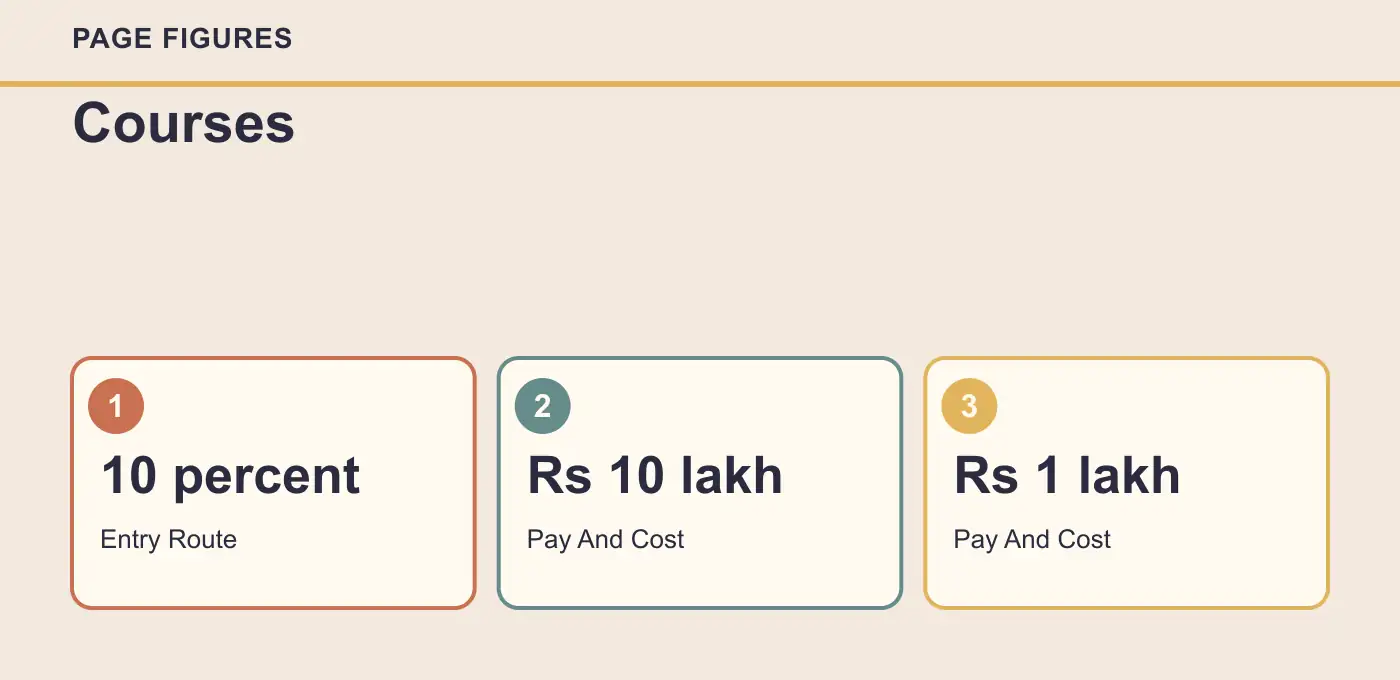 PAGE FIGURES
Courses
1
10 percent
Entry Route
2
Rs 10 lakh
Pay And Cost
3
Rs 1 lakh
Pay And Cost